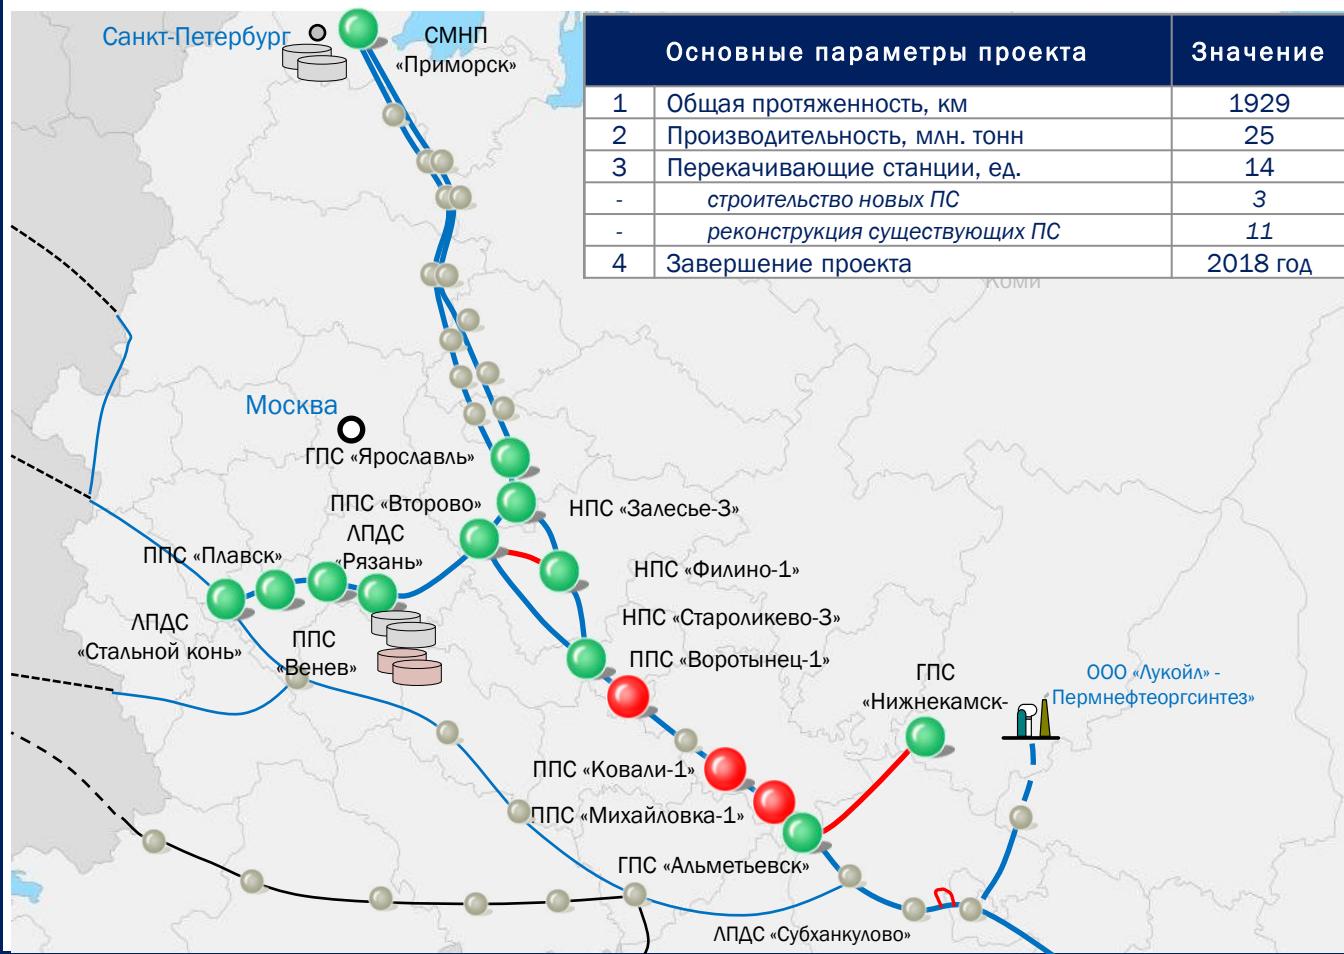 Санкт-Петербург
СМНП
«Приморск»
Основные параметры проекта Значение
1 Общая протяженность, км 1929
2 Производительность, млн. тонн 25
3 Перекачивающие станции, ед. 14
- строительство новых ПС 3
- реконструкция существующих ПС 11
4 Завершение проекта 2018 год
Коми
Москва
ГПС «Ярославль»
ППС «Второво»
НПС «Залесье-3»
ЛПДС
«Рязань»
ППС «Плавск»
НПС «Филино-1»
НПС «Староликево-3»
ЛПДС
«Стальной конь»
ППС
«Венев»
ППС «Воротынец-1»
ГПС
«Нижнекамск-
ООО «Лукойл» -
Пермнефтеоргсинтез»
ППС «Ковали-1»
ППС «Михайловка-1»
ГПС «Альметьевск»
ЛПДС «Субханкулово»